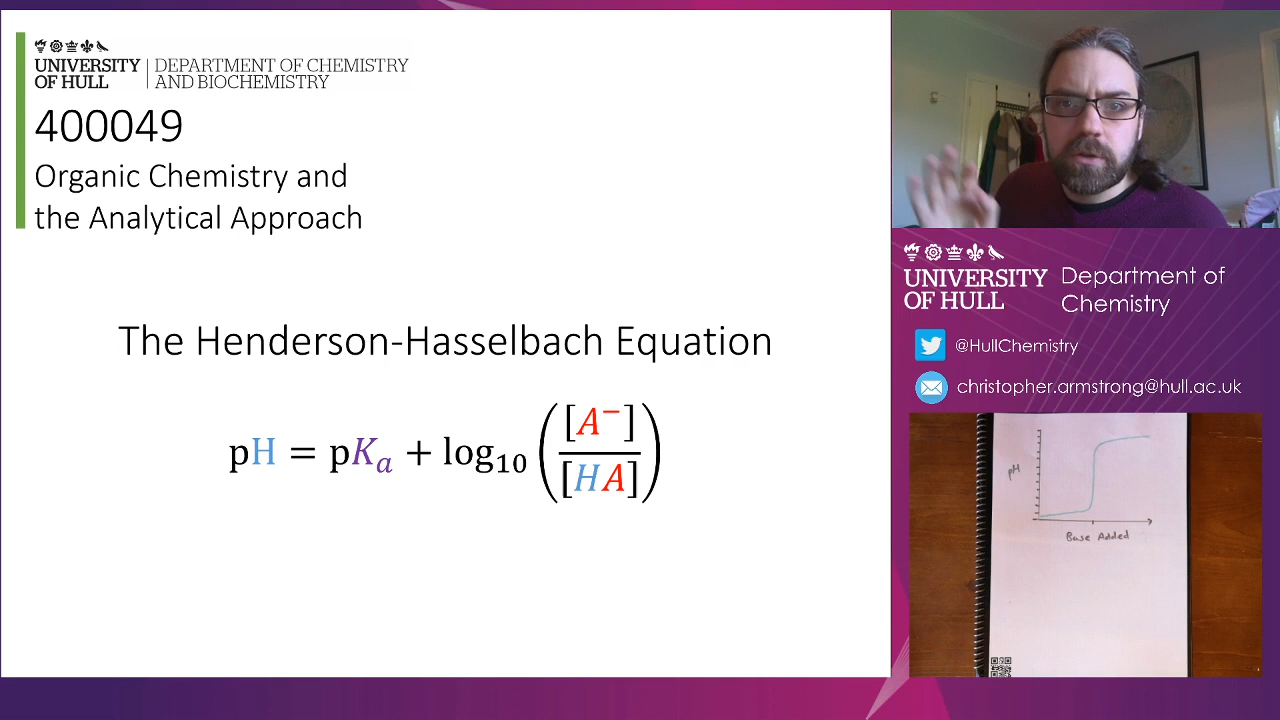 UNIVERSITY
OF HULL
DEPARTMENT OF CHEMISTRY
AND BIOCHEMISTRY
400049
Organic Chemistry and
the Analytical Approach
The Henderson-Hasselbach Equation
pH = pKₐ + log₁₀ ([A⁻]/[HA])
UNIVERSITY
OF HULL
Department of
Chemistry
@HullChemistry
christopher.armstrong@hull.ac.uk
pH
Base Added